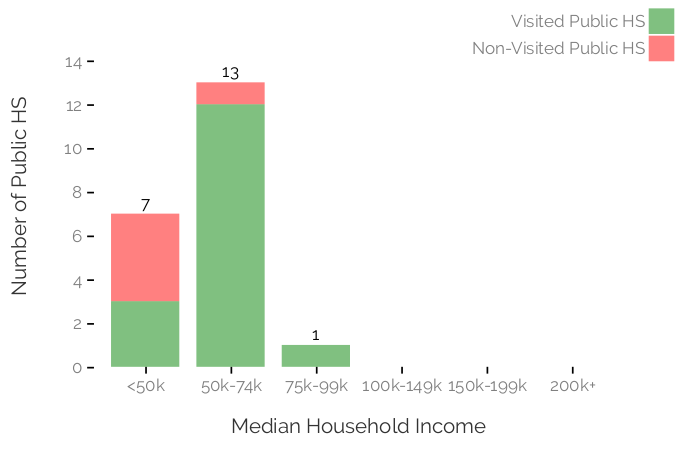 Visited Public HS
Non-Visited Public HS
Number of Public HS
14
12
10
8
6
4
2
0
7
13
1
<50k
50k-74k
75k-99k
100k-149k
150k-199k
200k+
Median Household Income